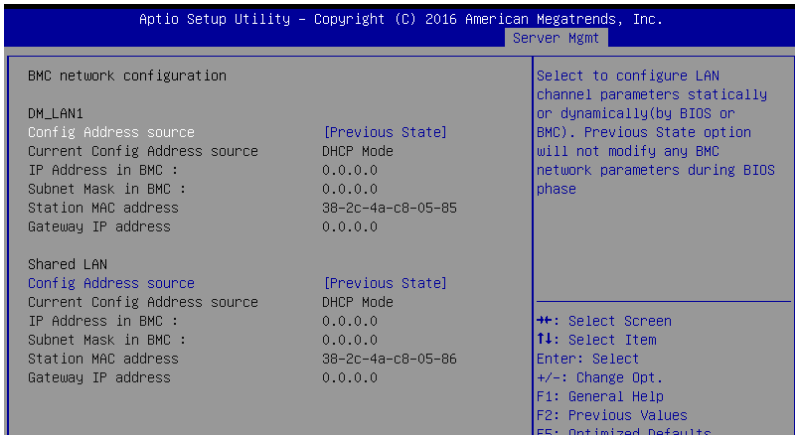 Aptio Setup Utility – Copyright (C) 2016 American Megatrends, Inc.
Server Mgmt
BMC network configuration
DM_LAN1
Config Address source [Previous State]
Current Config Address source DHCP Mode
IP Address in BMC : 0.0.0.0
Subnet Mask in BMC : 0.0.0.0
Station MAC address 38-2c-4a-c8-05-85
Gateway IP address 0.0.0.0
Shared LAN
Config Address source [Previous State]
Current Config Address source DHCP Mode
IP Address in BMC : 0.0.0.0
Subnet Mask in BMC : 0.0.0.0
Station MAC address 38-2c-4a-c8-05-86
Gateway IP address 0.0.0.0
Select to configure LAN
channel parameters statically
or dynamically(by BIOS or
BMC). Previous State option
will not modify any BMC
network parameters during BIOS
phase
→←: Select Screen
↑↓: Select Item
Enter: Select
+/-: Change Opt.
F1: General Help
F2: Previous Values
F5: Optimized Defaults